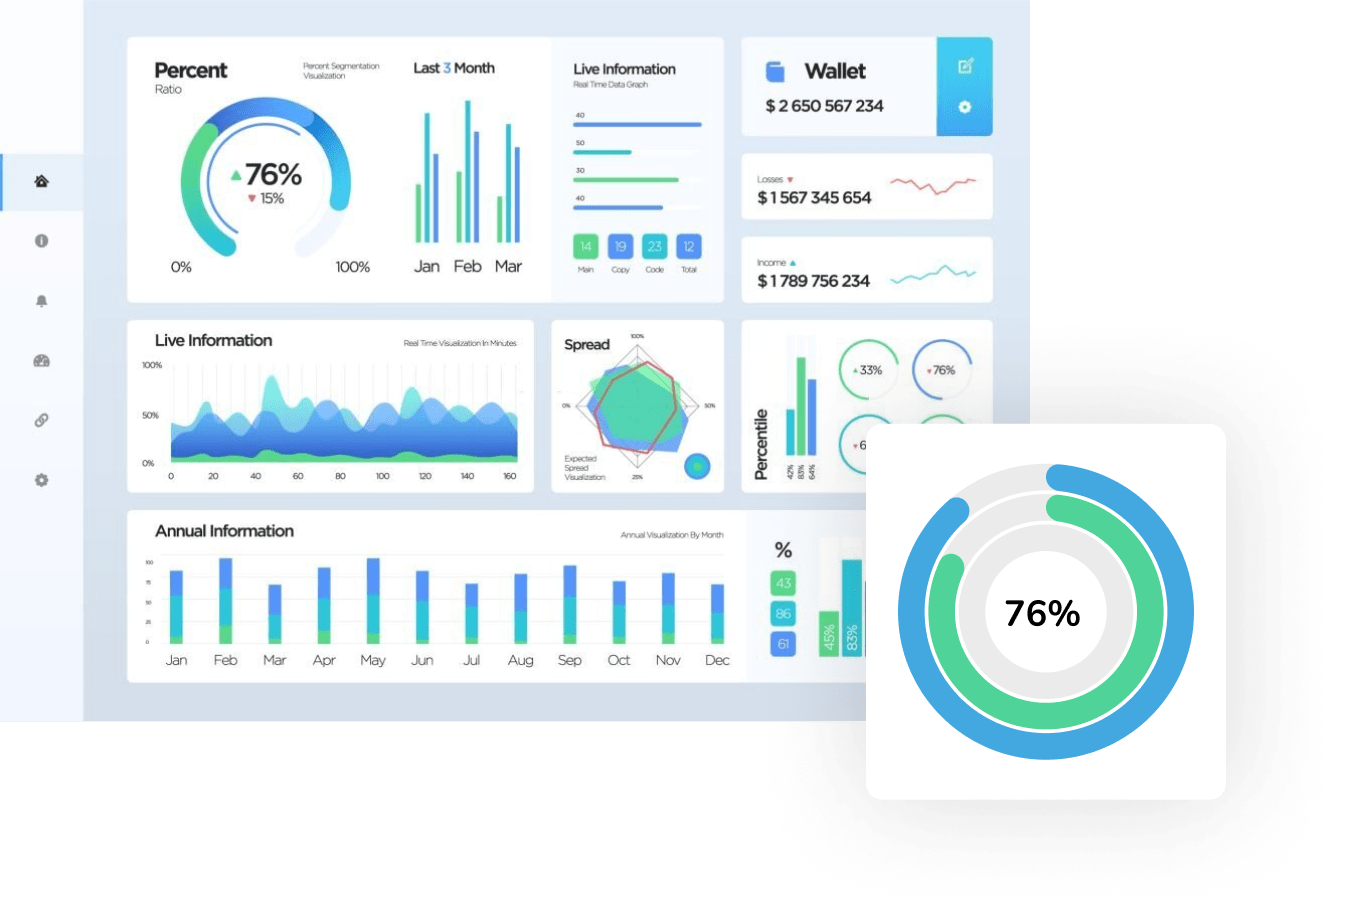 Percent
Ratio
Percent Segmentation
Visualization
76%
15%
0%
100%
Last 3 Month
Jan Feb Mar
Live Information
Real Time Data Graph
40
50
30
40
14 19 23 12
Main Copy Code Total
Wallet
$ 2 650 567 234
Losses
$ 1 567 345 654
Income
$ 1 789 756 234
Live Information
Real Time Visualization In Minutes
100%
50%
0%
0 20 40 60 80 100 120 140 160
Spread
100%
0%
50%
25%
Expected
Spread
Visualization
Percentile
42% 83% 64%
33%
76%
6
Annual Information
Annual Visualization By Month
100
75
50
25
0
Jan Feb Mar Apr May Jun Jul Aug Sep Oct Nov Dec
%
43
86
61
45%
83%
76%